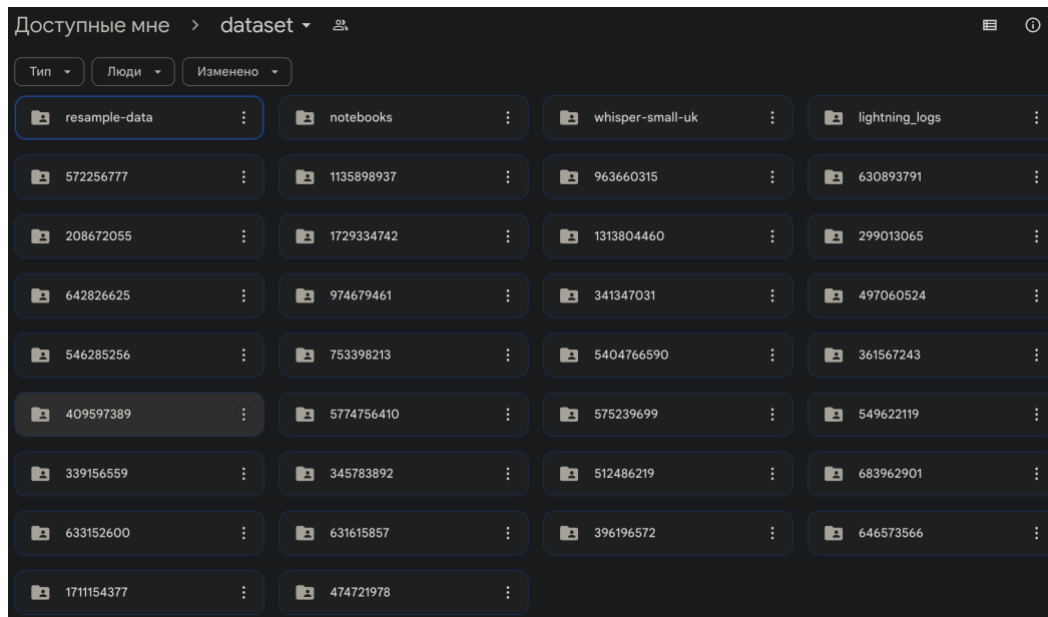 Доступные мне > dataset
Тип Люди Изменено
resample-data notebooks whisper-small-uk lightning_logs
572256777 1135898937 963660315 630893791
208672055 1729334742 1313804460 299013065
642826625 974679461 341347031 497060524
546285256 753398213 5404766590 361567243
409597389 5774756410 575239699 549622119
339156559 345783892 512486219 683962901
633152600 631615857 396196572 646573566
1711154377 474721978